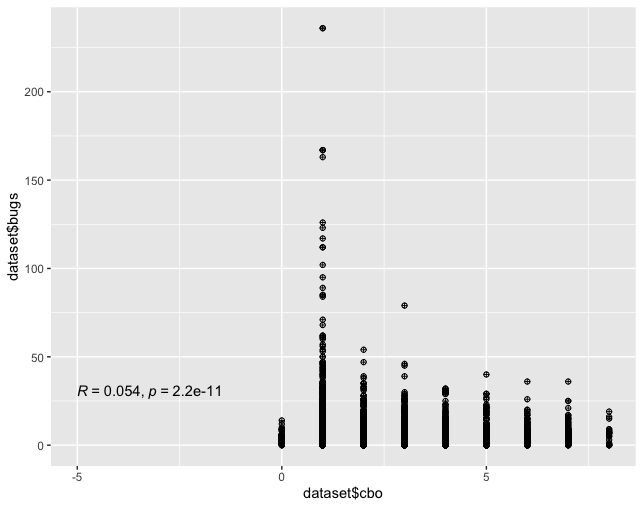 200
150
100
50
0
dataset$bugs
R = 0.054, p = 2.2e-11
-5
0
5
dataset$cbo